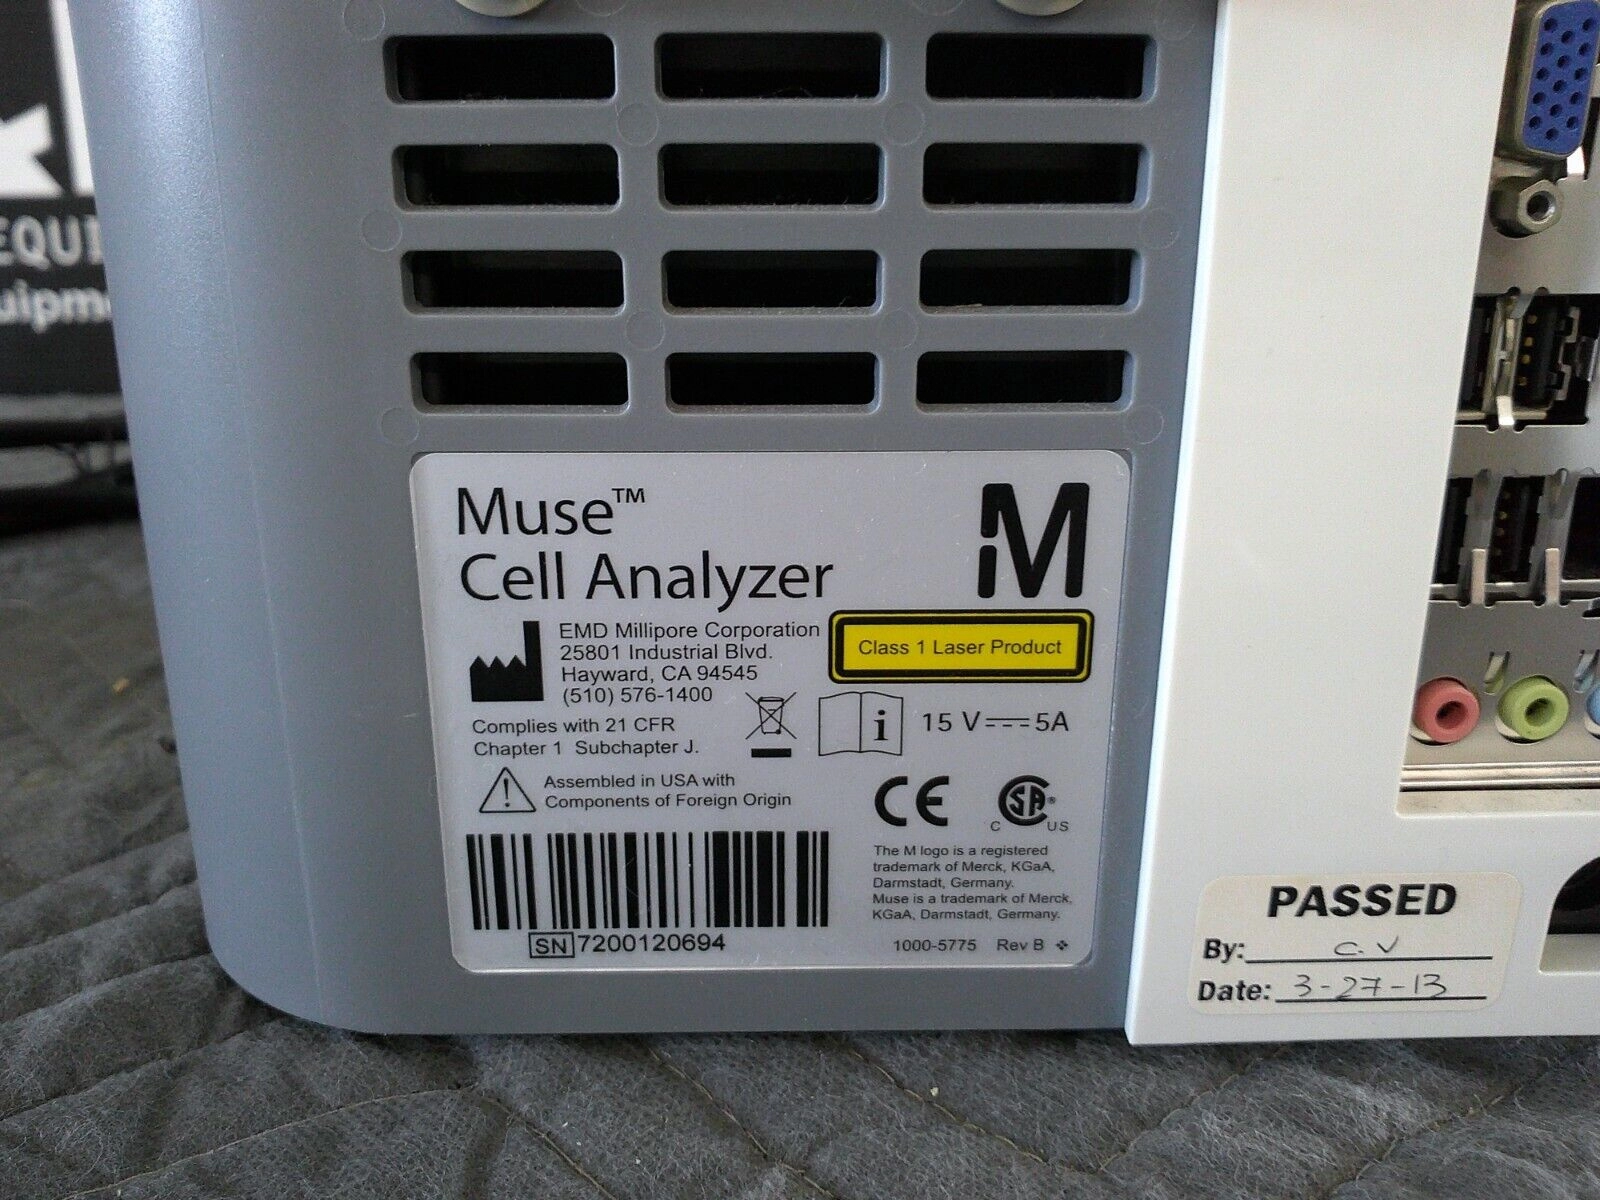 EQUI
uipm
Muse™
Cell Analyzer
M
EMD Millipore Corporation
25801 Industrial Blvd.
Hayward, CA 94545
(510) 576-1400
Class 1 Laser Product
Complies with 21 CFR
Chapter 1 Subchapter J.
i
15 V⎓5A
Assembled in USA with
Components of Foreign Origin
CE
SA®
C US
The M logo is a registered
trademark of Merck, KGaA,
Darmstadt, Germany.
Muse is a trademark of Merck,
KGaA, Darmstadt, Germany.
SN 7200120694
1000-5775 Rev B
PASSED
By: C.V
Date: 3-27-13